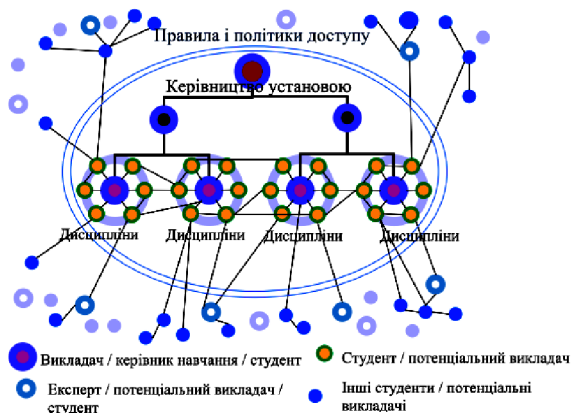 Правила і політики доступу
Керівництво установою
Дисципліни Дисципліни Дисципліни Дисципліни
Викладач / керівник навчання / студент
Студент / потенціальний викладач
Експерт / потенціальний викладач /
студент
Інші студенти / потенціальні
викладачі